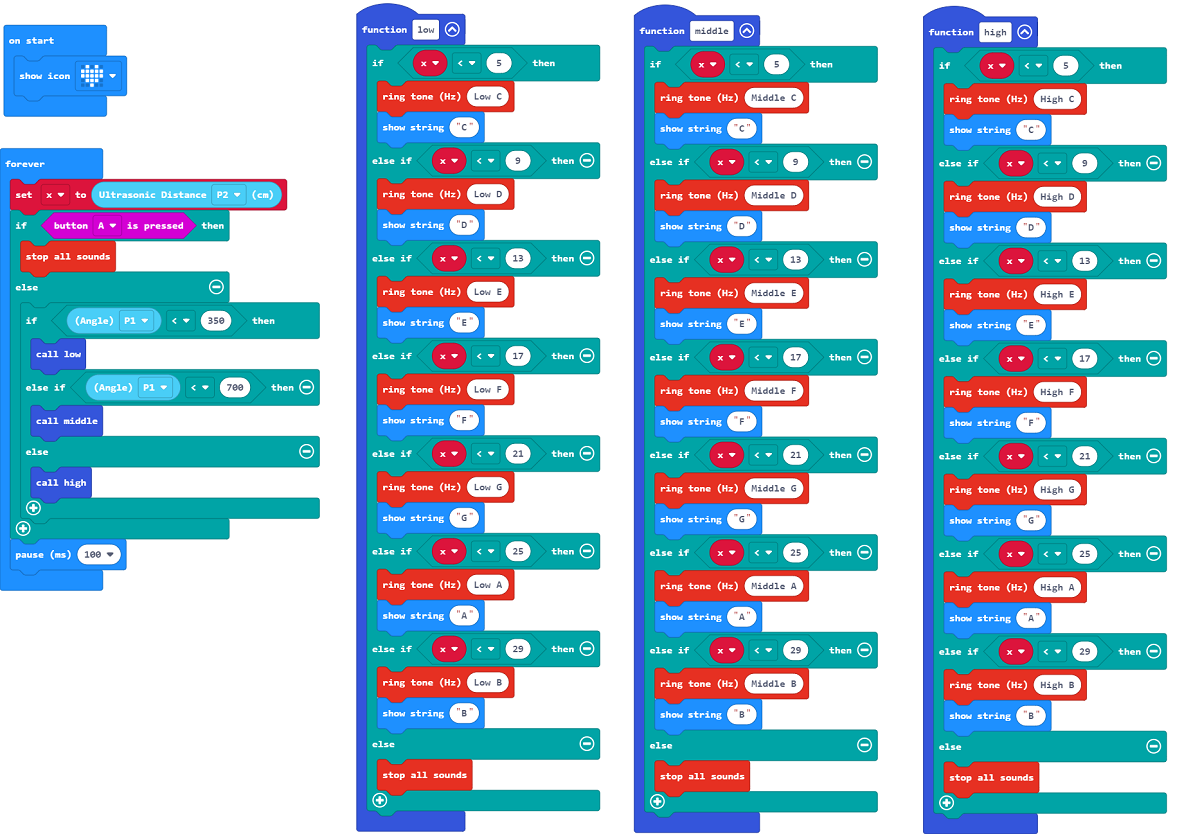 on start
show icon
forever
set x to Ultrasonic Distance P2 (cm)
if button A is pressed then
stop all sounds
else
if (Angle) P1 < 350 then
call low
else if (Angle) P1 < 700 then
call middle
else
call high
pause (ms) 100
function low
if x < 5 then
ring tone (Hz) Low C
show string "C"
else if x < 9 then
ring tone (Hz) Low D
show string "D"
else if x < 13 then
ring tone (Hz) Low E
show string "E"
else if x < 17 then
ring tone (Hz) Low F
show string "F"
else if x < 21 then
ring tone (Hz) Low G
show string "G"
else if x < 25 then
ring tone (Hz) Low A
show string "A"
else if x < 29 then
ring tone (Hz) Low B
show string "B"
else
stop all sounds
function middle
if x < 5 then
ring tone (Hz) Middle C
show string "C"
else if x < 9 then
ring tone (Hz) Middle D
show string "D"
else if x < 13 then
ring tone (Hz) Middle E
show string "E"
else if x < 17 then
ring tone (Hz) Middle F
show string "F"
else if x < 21 then
ring tone (Hz) Middle G
show string "G"
else if x < 25 then
ring tone (Hz) Middle A
show string "A"
else if x < 29 then
ring tone (Hz) Middle B
show string "B"
else
stop all sounds
function high
if x < 5 then
ring tone (Hz) High C
show string "C"
else if x < 9 then
ring tone (Hz) High D
show string "D"
else if x < 13 then
ring tone (Hz) High E
show string "E"
else if x < 17 then
ring tone (Hz) High F
show string "F"
else if x < 21 then
ring tone (Hz) High G
show string "G"
else if x < 25 then
ring tone (Hz) High A
show string "A"
else if x < 29 then
ring tone (Hz) High B
show string "B"
else
stop all sounds